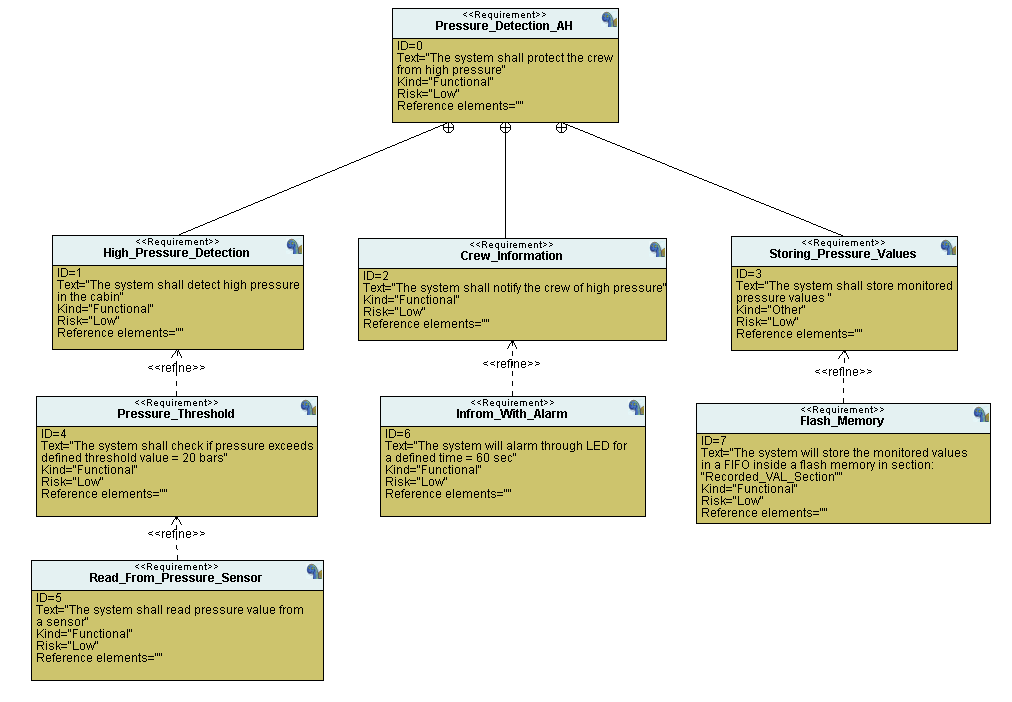 <<Requirement>>
Pressure_Detection_AH
ID=0
Text="The system shall protect the crew
from high pressure"
Kind="Functional"
Risk="Low"
Reference elements=""
<<Requirement>>
High_Pressure_Detection
ID=1
Text="The system shall detect high pressure
in the cabin"
Kind="Functional"
Risk="Low"
Reference elements=""
<<Requirement>>
Crew_Information
ID=2
Text="The system shall notify the crew of high pressure"
Kind="Functional"
Risk="Low"
Reference elements=""
<<Requirement>>
Storing_Pressure_Values
ID=3
Text="The system shall store monitored
pressure values "
Kind="Other"
Risk="Low"
Reference elements=""
<<refine>>
<<refine>>
<<refine>>
<<Requirement>>
Pressure_Threshold
ID=4
Text="The system shall check if pressure exceeds
defined threshold value = 20 bars"
Kind="Functional"
Risk="Low"
Reference elements=""
<<Requirement>>
Infrom_With_Alarm
ID=6
Text="The system will alarm through LED for
a defined time = 60 sec"
Kind="Functional"
Risk="Low"
Reference elements=""
<<Requirement>>
Flash_Memory
ID=7
Text="The system will store the monitored values
in a FIFO inside a flash memory in section:
"Recorded_VAL_Section""
Kind="Functional"
Risk="Low"
Reference elements=""
<<refine>>
<<Requirement>>
Read_From_Pressure_Sensor
ID=5
Text="The system shall read pressure value from
a sensor"
Kind="Functional"
Risk="Low"
Reference elements=""